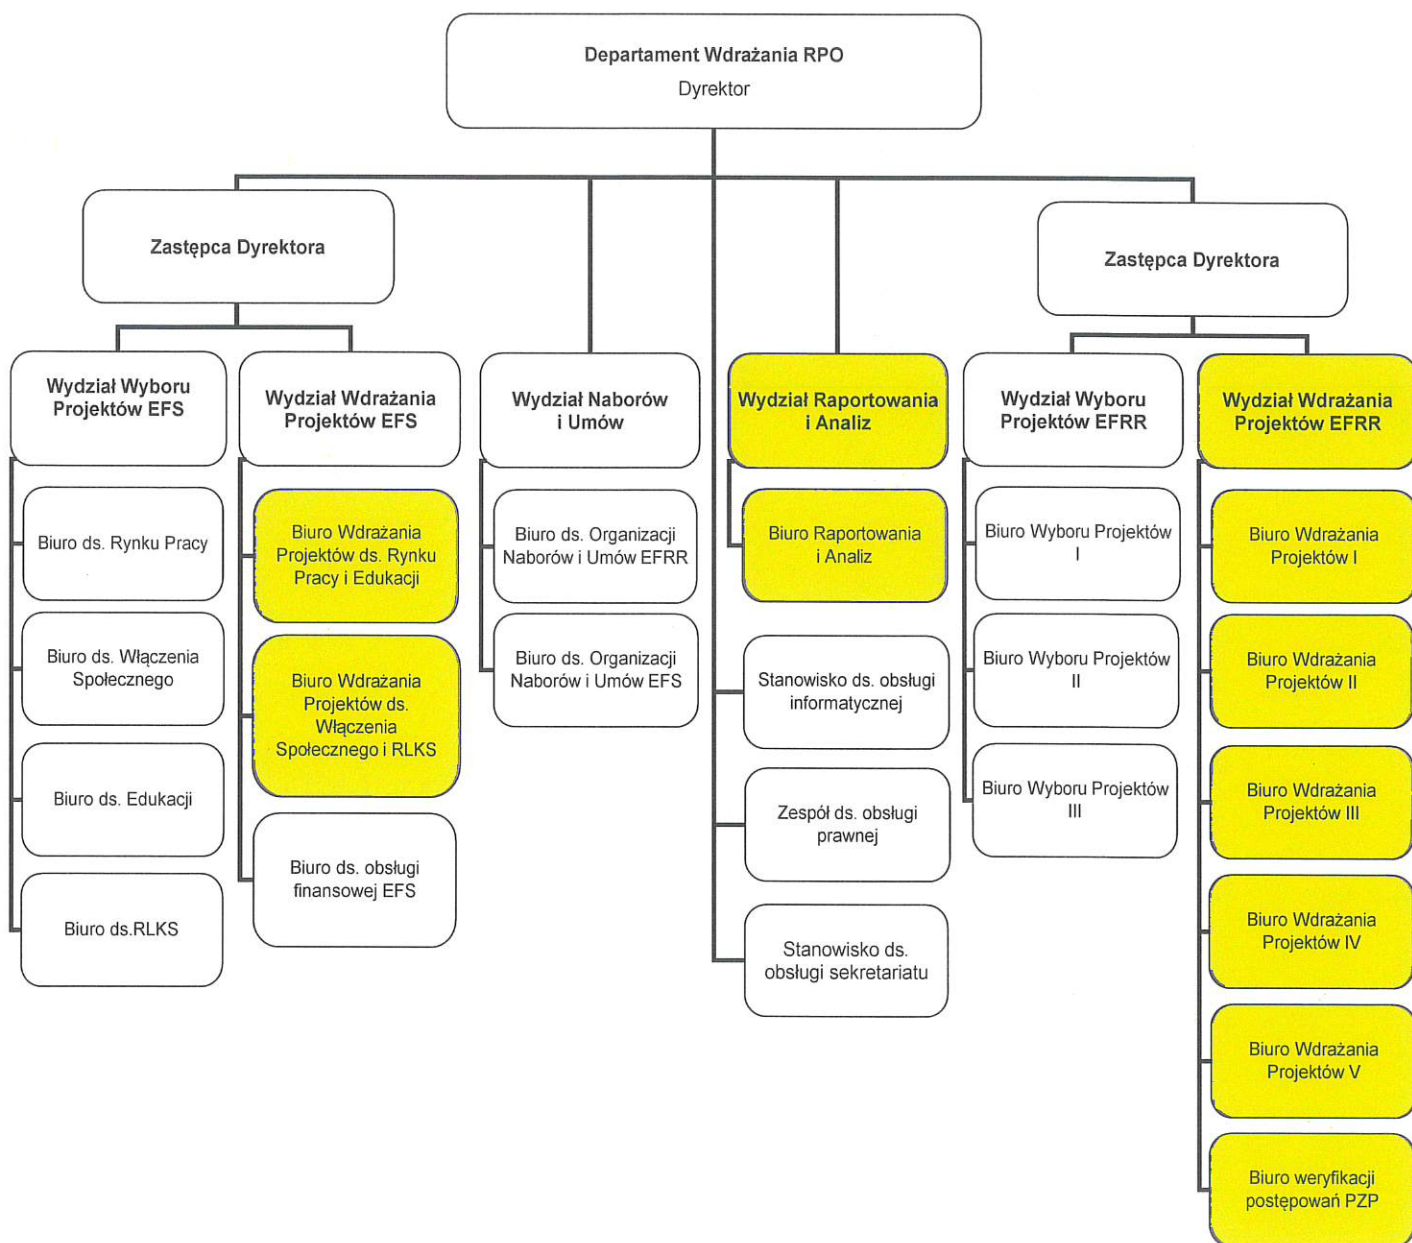 Departament Wdrażania RPO
Dyrektor
Zastępca Dyrektora
Zastępca Dyrektora
Wydział Wyboru
Projektów EFS
Biuro ds. Rynku Pracy
Biuro ds. Włączenia
Społecznego
Biuro ds. Edukacji
Biuro ds.RLKS
Wydział Wdrażania
Projektów EFS
Biuro Wdrażania
Projektów ds. Rynku
Pracy i Edukacji
Biuro Wdrażania
Projektów ds.
Włączenia
Społecznego i RLKS
Biuro ds. obsługi
finansowej EFS
Wydział Naborów
i Umów
Biuro ds. Organizacji
Naborów i Umów EFRR
Biuro ds. Organizacji
Naborów i Umów EFS
Wydział Raportowania
i Analiz
Biuro Raportowania
i Analiz
Stanowisko ds. obsługi
informatycznej
Zespół ds. obsługi
prawnej
Stanowisko ds.
obsługi sekretariatu
Wydział Wyboru
Projektów EFRR
Biuro Wyboru Projektów
I
Biuro Wyboru Projektów
II
Biuro Wyboru Projektów
III
Wydział Wdrażania
Projektów EFRR
Biuro Wdrażania
Projektów I
Biuro Wdrażania
Projektów II
Biuro Wdrażania
Projektów III
Biuro Wdrażania
Projektów IV
Biuro Wdrażania
Projektów V
Biuro weryfikacji
postępowań PZP